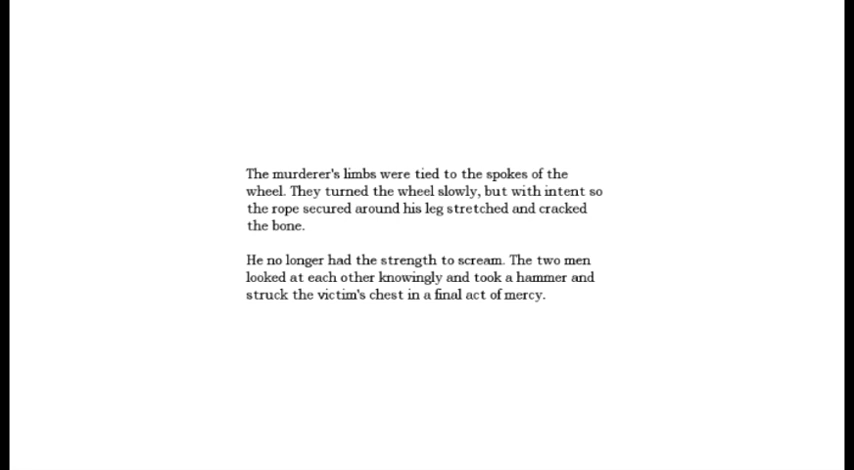 The murderer's limbs were tied to the spokes of the
wheel. They turned the wheel slowly, but with intent so
the rope secured around his leg stretched and cracked
the bone.
He no longer had the strength to scream. The two men
looked at each other knowingly and took a hammer and
struck the victim's chest in a final act of mercy.